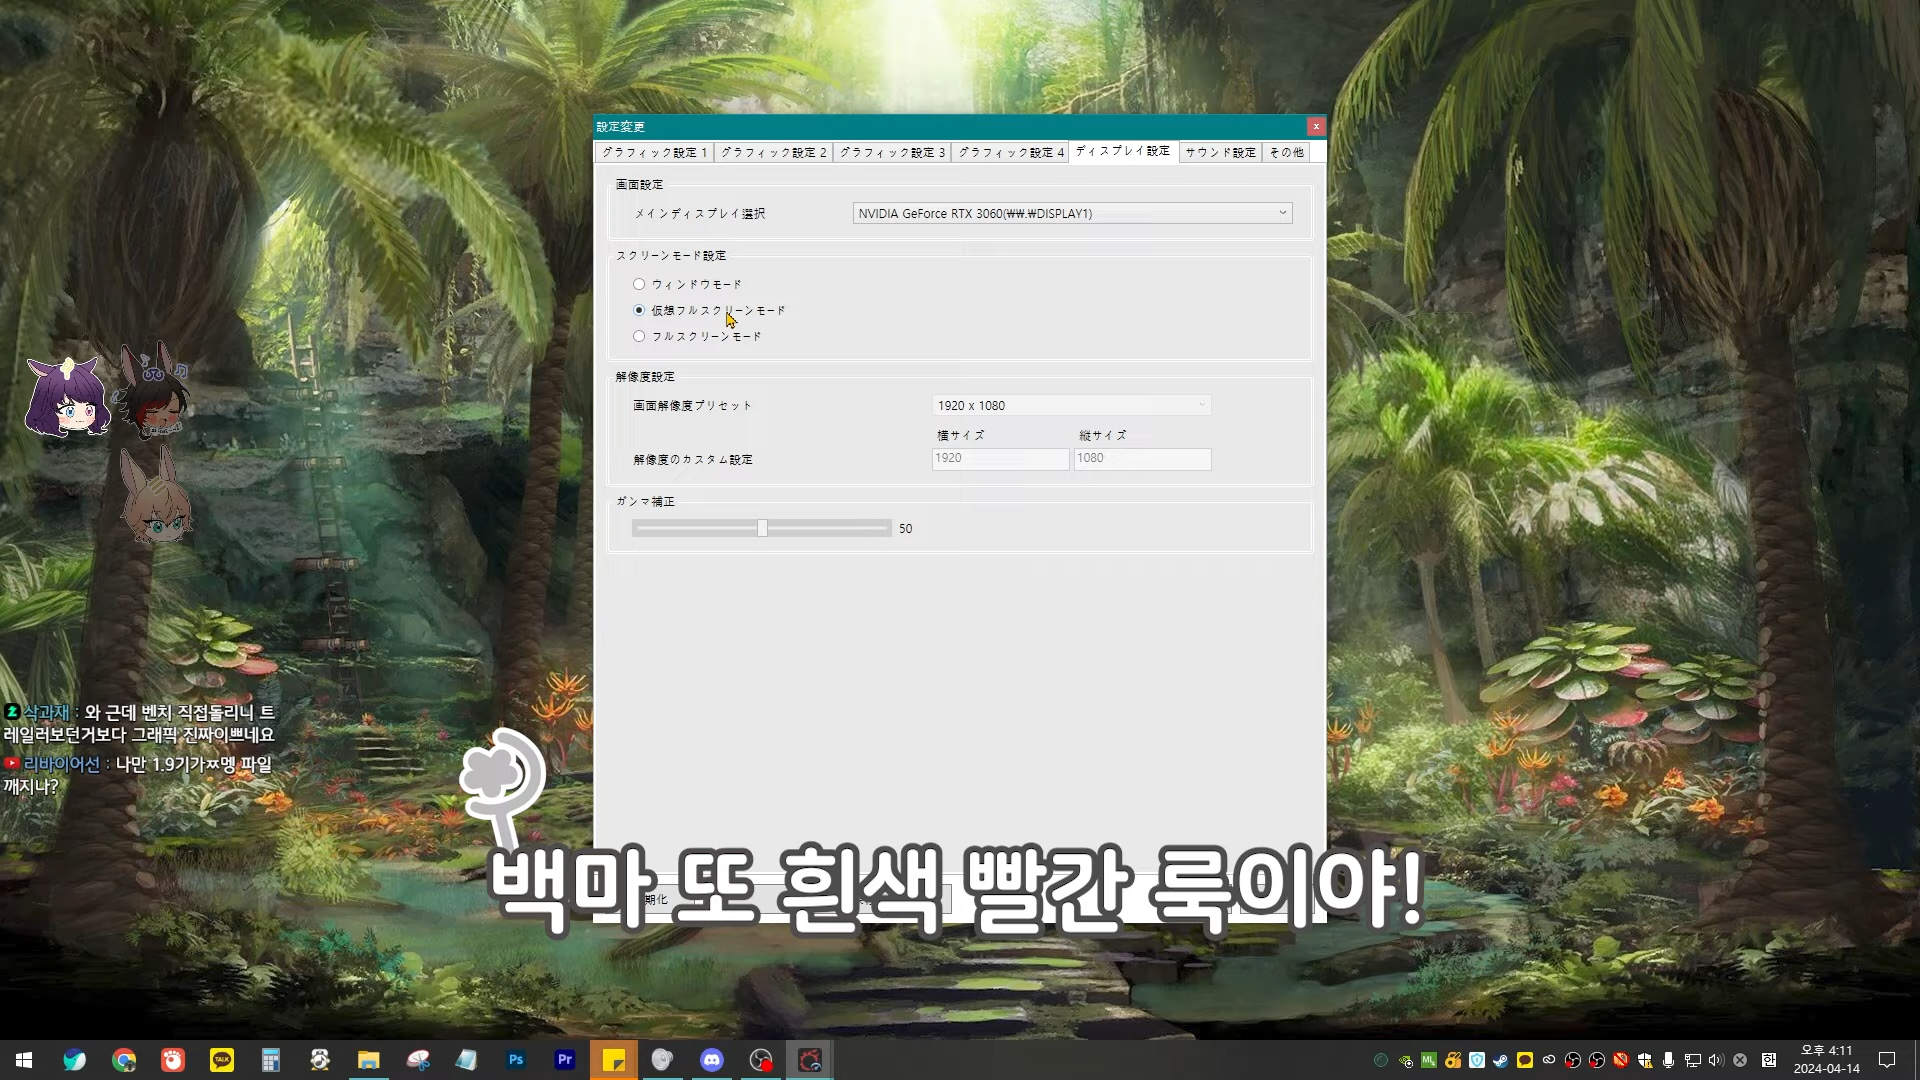 設定変更
グラフィック設定 1
グラフィック設定 2
グラフィック設定 3
グラフィック設定 4
ディスプレイ設定
サウンド設定
その他
画面設定
メインディスプレイ選択
NVIDIA GeForce RTX 3060(₩₩.₩DISPLAY1)
スクリーンモード設定
ウィンドウモード
仮想フルスクリーンモード
フルスクリーンモード
解像度設定
画面解像度プリセット
1920 x 1080
横サイズ 縦サイズ
解像度のカスタム設定
1920 1080
ガンマ補正
50
삭과재 : 와 근데 벤치 직접돌리니 트
레일러보던거보다 그래픽 진짜이쁘네요
리바이어선 : 나만 1.9기가ㅉ멩 파일
깨지나?
期化
백마 또 흰색 빨간 룩이야!
TALK
Ps
Pr
ML
한
오후 4:11
2024-04-14